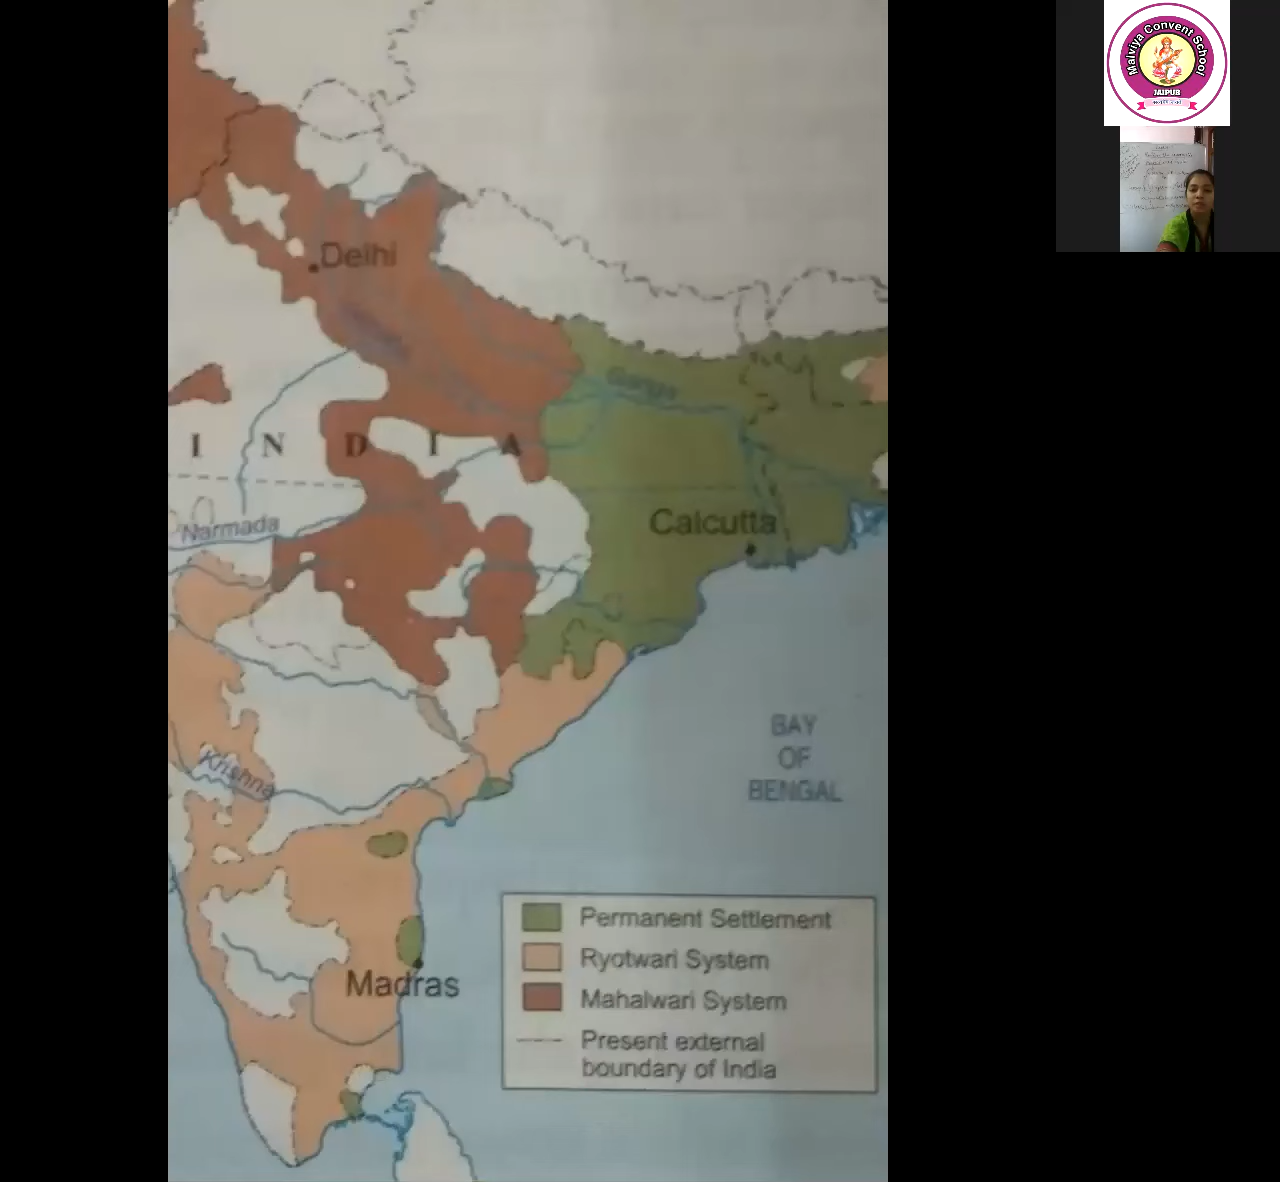 Malviya Convent School
JAIPUR
Delhi
Ganga
I N D I A
Calcutta
Narmada
BAY
OF
BENGAL
Krishna
Permanent Settlement
Ryotwari System
Madras
Mahalwari System
Present external
boundary of India